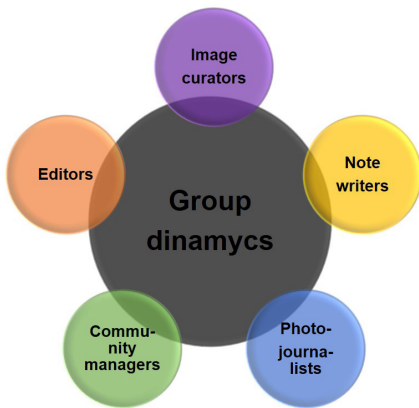 Image
curators
Editors
Note
writers
Group
dinamycs
Commu-
nity
managers
Photo-
journa-
lists